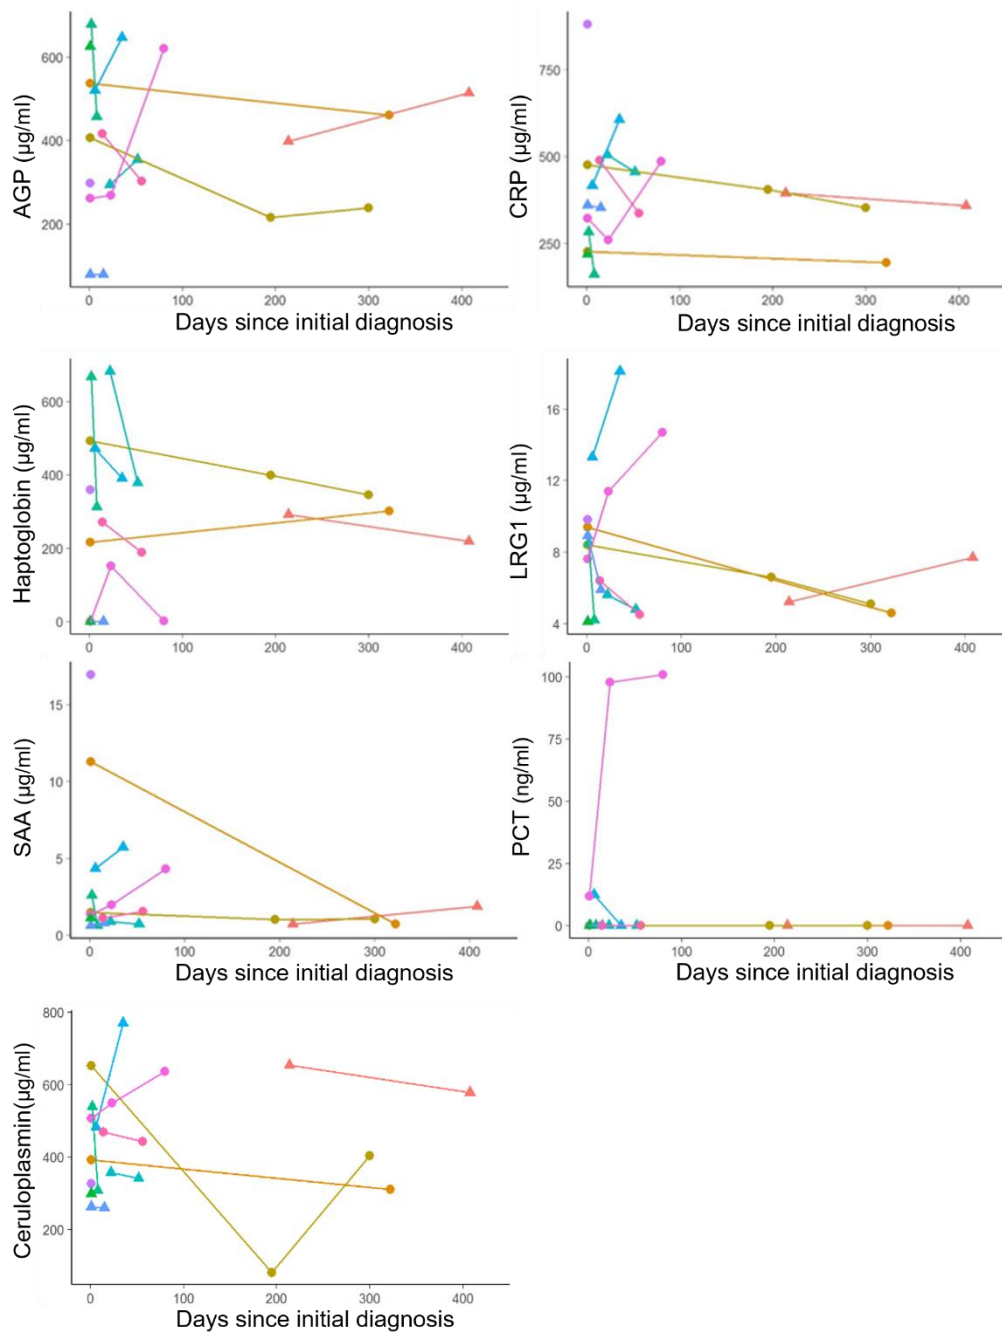 AGP (µg/ml)
600
400
200
0 100 200 300 400
Days since initial diagnosis
CRP (µg/ml)
750
500
250
0 100 200 300 400
Days since initial diagnosis
Haptoglobin (µg/ml)
600
400
200
0
0 100 200 300 400
LRG1 (µg/ml)
16
12
8
4
0 100 200 300 400
SAA (µg/ml)
15
10
5
0
0 100 200 300 400
Days since initial diagnosis
PCT (ng/ml)
100
75
50
25
0
0 100 200 300 400
Days since initial diagnosis
Ceruloplasmin(µg/ml)
800
600
400
200
0 100 200 300 400
Days since initial diagnosis